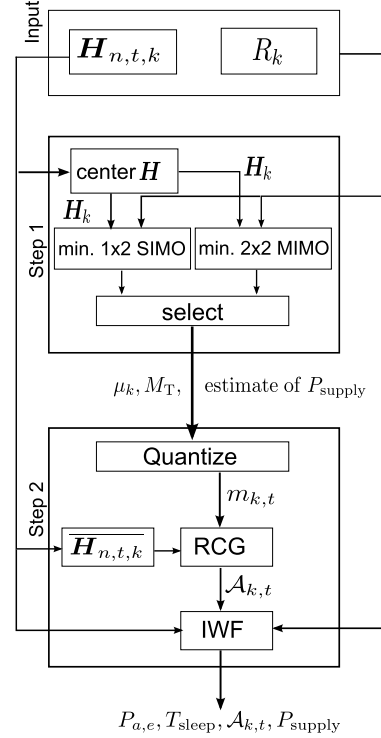 Input
H_{n,t,k} R_k
Step 1
center H
H_k
H_k
min. 1x2 SIMO min. 2x2 MIMO
select
μ_k, M_T, estimate of P_supply
Step 2
Quantize
m_{k,t}
\overline{H_{n,t,k}} RCG
𝒜_{k,t}
IWF
P_{a,e}, T_sleep, 𝒜_{k,t}, P_supply